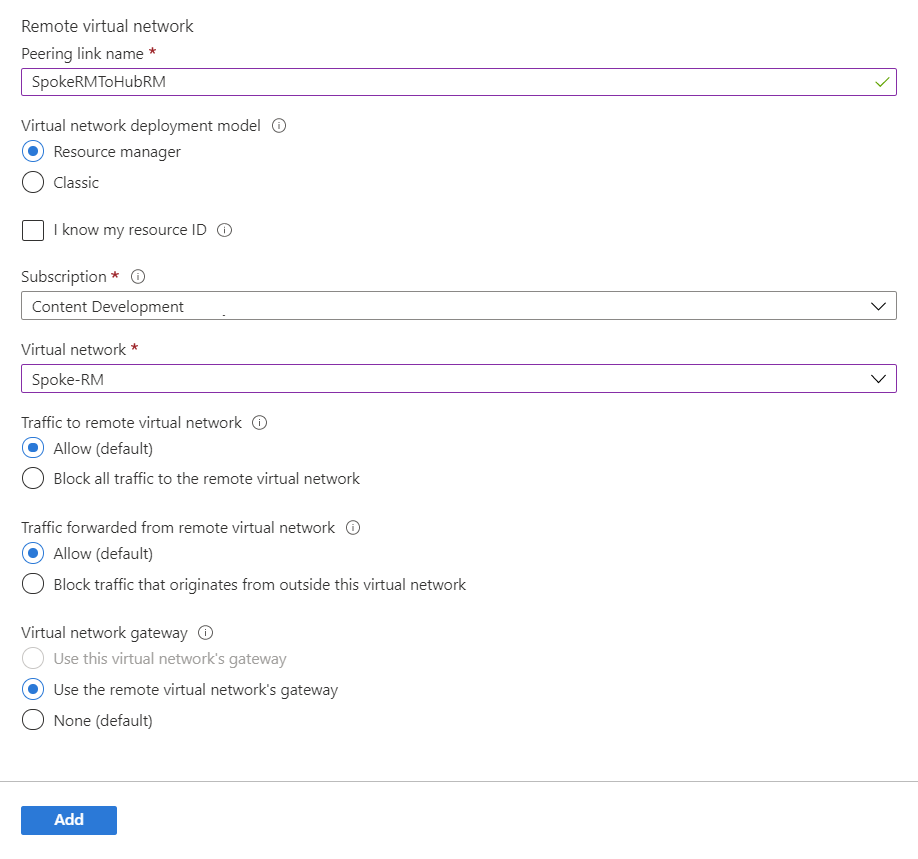 Remote virtual network
Peering link name *
SpokeRMToHubRM
Virtual network deployment model
Resource manager
Classic
I know my resource ID
Subscription *
Content Development
Virtual network *
Spoke-RM
Traffic to remote virtual network
Allow (default)
Block all traffic to the remote virtual network
Traffic forwarded from remote virtual network
Allow (default)
Block traffic that originates from outside this virtual network
Virtual network gateway
Use this virtual network's gateway
Use the remote virtual network's gateway
None (default)
Add